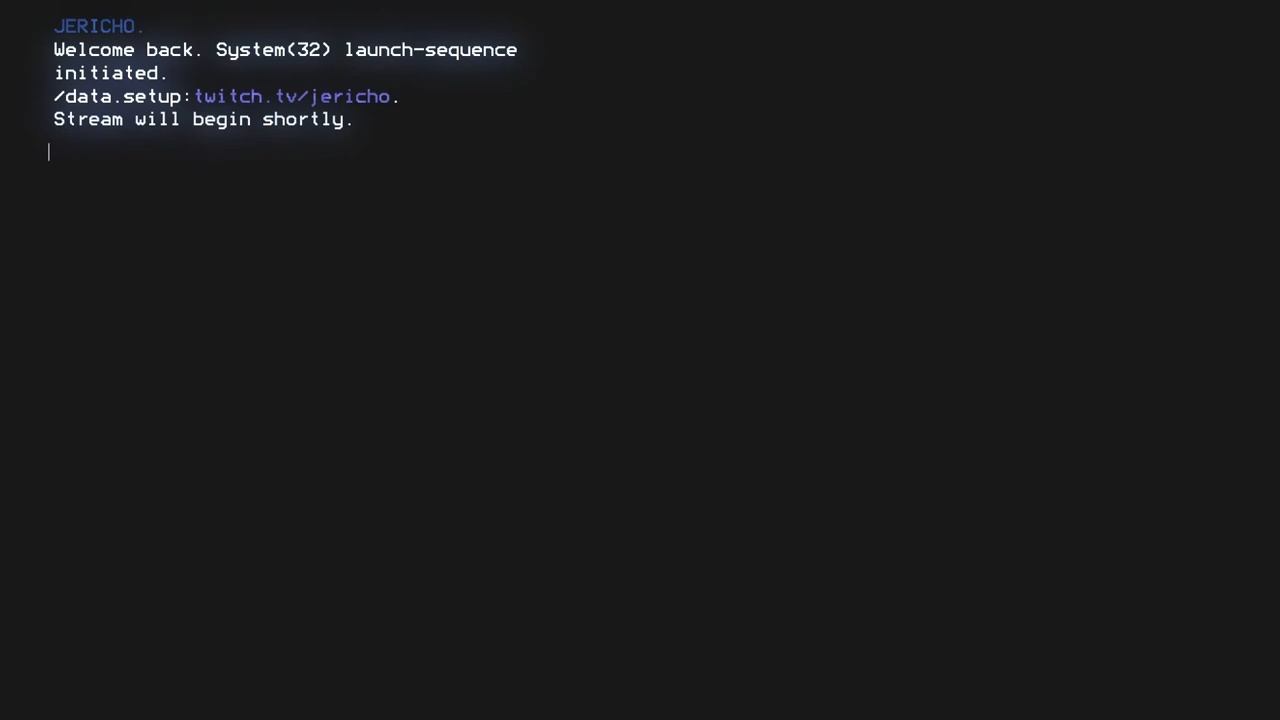 JERICHO.
Welcome back. System(32) launch-sequence
initiated.
/data.setup:twitch.tv/jericho.
Stream will begin shortly.